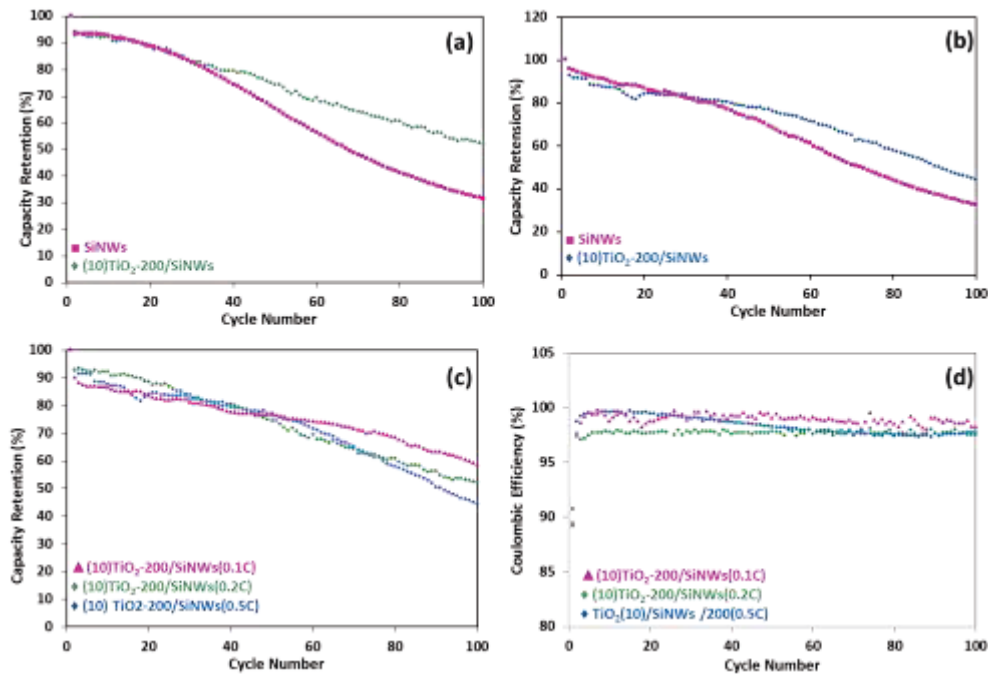 (a)
Capacity Retention (%)
100
90
80
70
60
50
40
30
20
10
0
SiNWs
(10)TiO₂-200/SiNWs
0 20 40 60 80 100
Cycle Number
(b)
Capacity Retension (%)
120
100
80
60
40
20
0
SiNWs
(10)TiO₂-200/SiNWs
0 20 40 60 80 100
Cycle Number
(c)
Capacity Retention (%)
100
90
80
70
60
50
40
30
20
10
0
(10)TiO₂-200/SiNWs(0.1C)
(10)TiO₂-200/SiNWs(0.2C)
(10) TiO2-200/SiNWs(0.5C)
0 20 40 60 80 100
Cycle Number
(d)
Coulombic Efficiency (%)
105
100
95
90
85
80
(10)TiO₂-200/SiNWs(0.1C)
(10)TiO₂-200/SiNWs(0.2C)
TiO₂(10)/SiNWs /200(0.5C)
0 20 40 60 80 100
Cycle Number